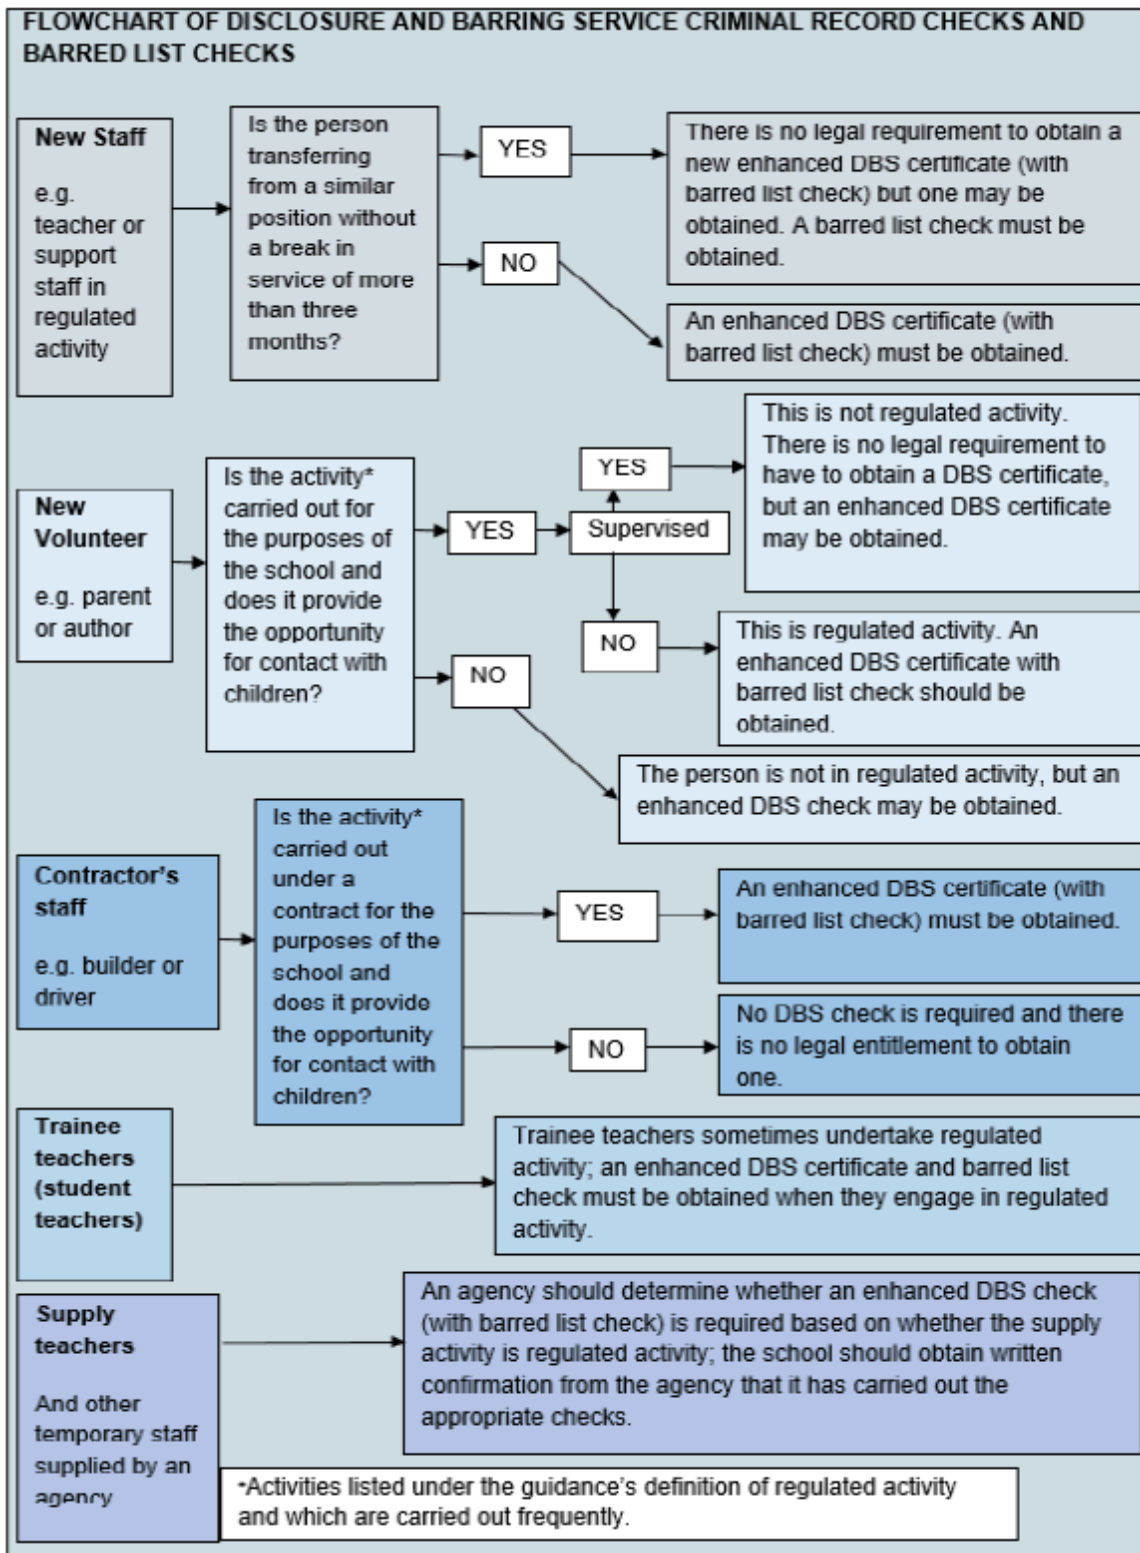 FLOWCHART OF DISCLOSURE AND BARRING SERVICE CRIMINAL RECORD CHECKS AND
BARRED LIST CHECKS
New Staff
e.g.
teacher or
support
staff in
regulated
activity
Is the person
transferring
from a similar
position without
a break in
service of more
than three
months?
YES
There is no legal requirement to obtain a
new enhanced DBS certificate (with
barred list check) but one may be
obtained. A barred list check must be
obtained.
NO
An enhanced DBS certificate (with
barred list check) must be obtained.
New
Volunteer
e.g. parent
or author
Is the activity*
carried out for
the purposes of
the school and
does it provide
the opportunity
for contact with
children?
YES
Supervised
YES
This is not regulated activity.
There is no legal requirement to
have to obtain a DBS certificate,
but an enhanced DBS certificate
may be obtained.
NO
This is regulated activity. An
enhanced DBS certificate with
barred list check should be
obtained.
NO
The person is not in regulated activity, but an
enhanced DBS check may be obtained.
Contractor's
staff
e.g. builder or
driver
Is the activity*
carried out
under a
contract for the
purposes of the
school and
does it provide
the opportunity
for contact with
children?
YES
An enhanced DBS certificate (with
barred list check) must be obtained.
NO
No DBS check is required and there
is no legal entitlement to obtain
one.
Trainee
teachers
(student
teachers)
Trainee teachers sometimes undertake regulated
activity; an enhanced DBS certificate and barred list
check must be obtained when they engage in regulated
activity.
Supply
teachers
And other
temporary staff
supplied by an
agency
An agency should determine whether an enhanced DBS check
(with barred list check) is required based on whether the supply
activity is regulated activity; the school should obtain written
confirmation from the agency that it has carried out the
appropriate checks.
*Activities listed under the guidance's definition of regulated activity
and which are carried out frequently.